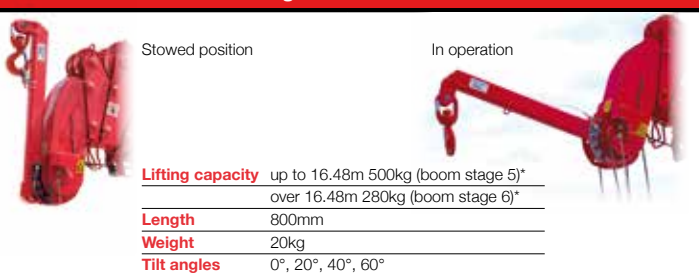 Stowed position
In operation
Lifting capacity up to 16.48m 500kg (boom stage 5)*
over 16.48m 280kg (boom stage 6)*
Length 800mm
Weight 20kg
Tilt angles 0°, 20°, 40°, 60°